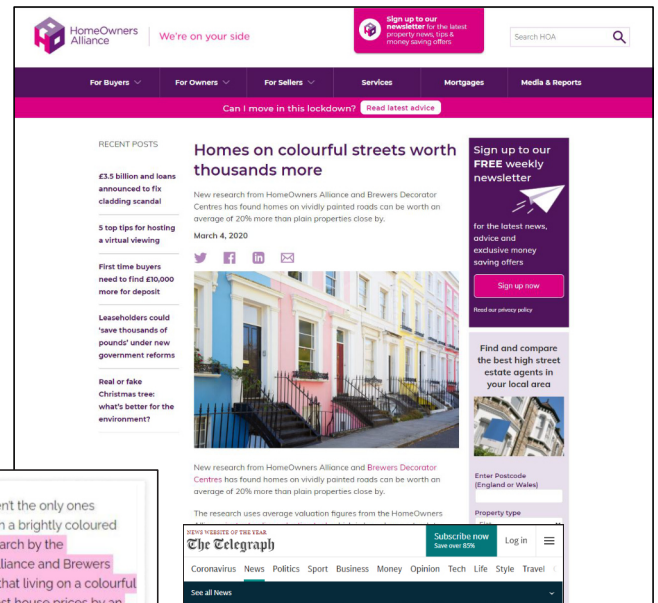 HomeOwners
Alliance
We're on your side
Sign up to our
newsletter for the latest
property news, tips &
money saving offers
Search HOA
For Buyers
For Owners
For Sellers
Services
Mortgages
Media & Reports
Can I move in this lockdown? Read latest advice
RECENT POSTS
£3.5 billion and loans
announced to fix
cladding scandal
5 top tips for hosting
a virtual viewing
First time buyers
need to find £10,000
more for deposit
Leaseholders could
'save thousands of
pounds' under new
government reforms
Real or fake
Christmas tree:
what's better for the
environment?
Homes on colourful streets worth
thousands more
New research from HomeOwners Alliance and Brewers Decorator
Centres has found homes on vividly painted roads can be worth an
average of 20% more than plain properties close by.
March 4, 2020
New research from HomeOwners Alliance and Brewers Decorator
Centres has found homes on vividly painted roads can be worth an
average of 20% more than plain properties close by.
The research uses average valuation figures from the HomeOwners
Sign up to our
FREE weekly
newsletter
for the latest news,
advice and
exclusive money
saving offers
Sign up now
Read our privacy policy
Find and compare
the best high street
estate agents in
your local area
Enter Postcode
(England or Wales)
Property type
n't the only ones
a brightly coloured
arch by the
lliance and Brewers
that living on a colourful
st house prices by an
NEWS WEBSITE OF THE YEAR
The Telegraph
Subscribe now
Save over 85%
Log in
Coronavirus News Politics Sport Business Money Opinion Tech Life Style Travel
See all News